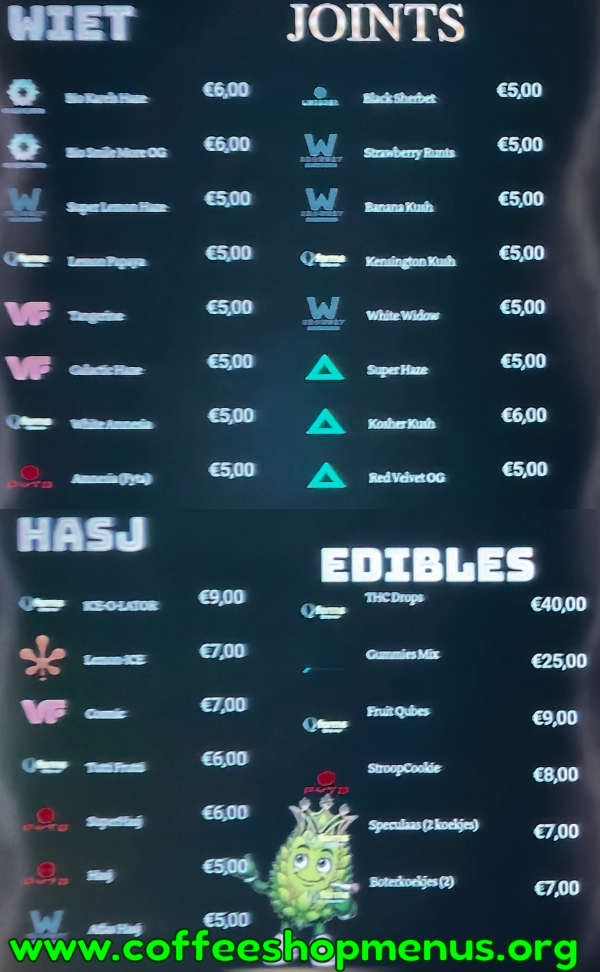 WIET
Bio Kareb Haze €6,00
Bio Smile More OG €6,00
Super Lemon Haze €5,00
Lemon Papaya €5,00
Tangerine €5,00
Galactic Haze €5,00
White Amnesia €5,00
Amnesia (Fyta) €5,00
JOINTS
Black Sherbet €5,00
Strawberry Runts €5,00
Banana Kush €5,00
Kensington Kush €5,00
White Widow €5,00
Super Haze €5,00
Kosher Kush €6,00
Red Velvet OG €5,00
HASJ
ICE-O-LATOR €9,00
Lemon ICE €7,00
€7,00
Tutti Frutti €6,00
SuperHasj €6,00
Hasj €5,00
Atlas Hasj €5,00
EDIBLES
THC Drops €40,00
Gummies Mix €25,00
Fruit Qubes €9,00
StroopCookie €8,00
Speculaas (2 koekjes) €7,00
Boterkoekjes (2) €7,00
www.coffeeshopmenus.org